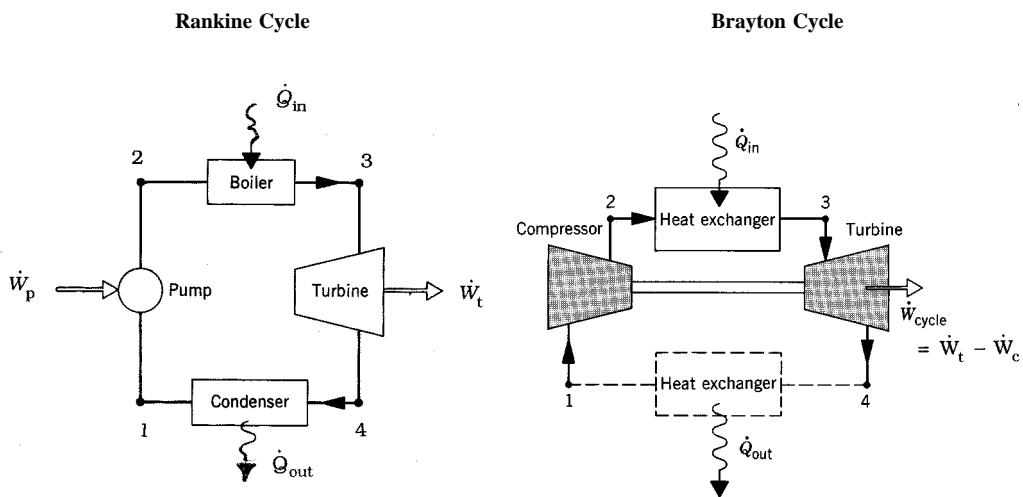 Rankine Cycle
Q̇in
2
3
Boiler
Ẇp
Pump
Turbine
Ẇt
Condenser
1
4
Q̇out
Brayton Cycle
Q̇in
2
3
Heat exchanger
Compressor
Turbine
Ẇcycle
= Ẇt − Ẇc
Heat exchanger
1
4
Q̇out